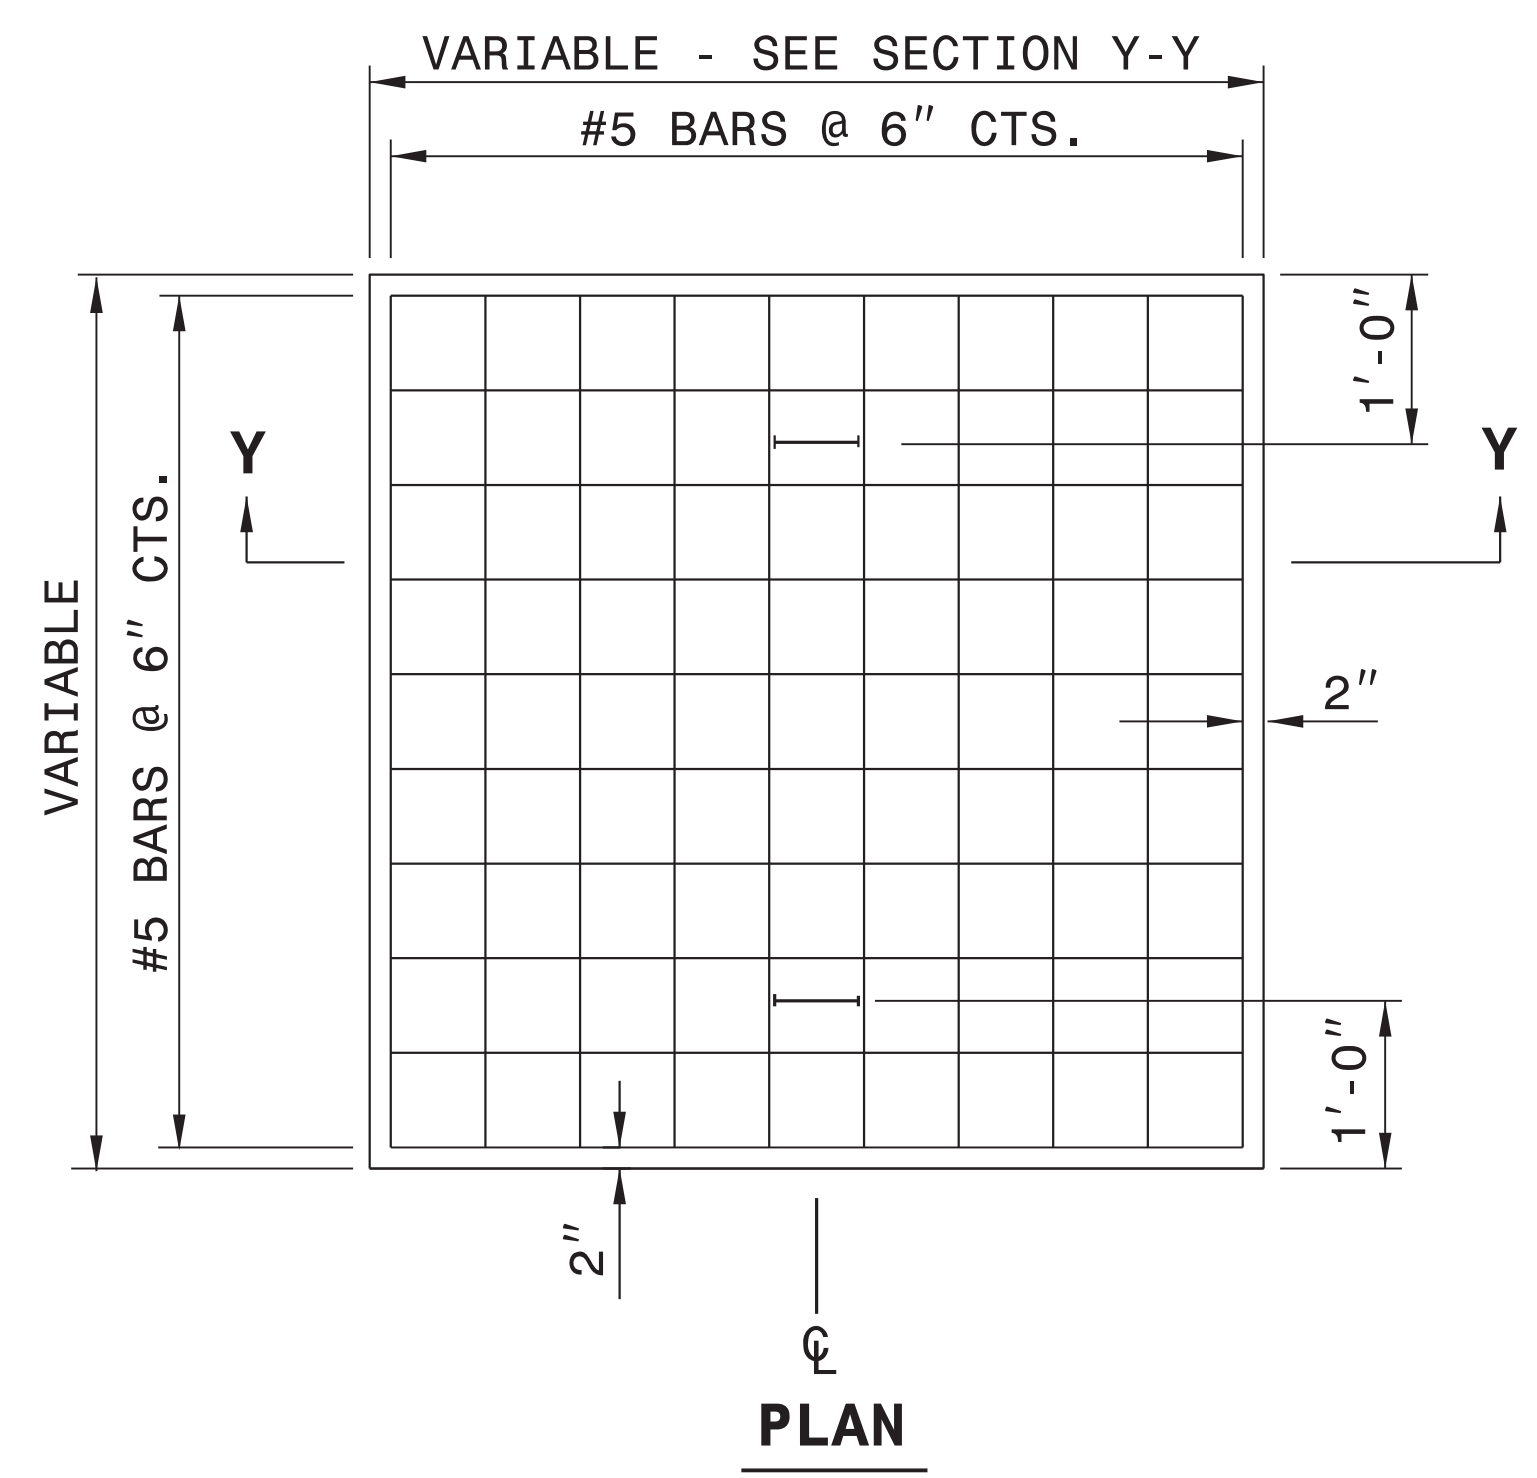 VARIABLE - SEE SECTION Y-Y
#5 BARS @ 6" CTS.
1'-0"
Y
Y
VARIABLE
#5 BARS @ 6" CTS.
2"
1'-0"
2"
℄
PLAN